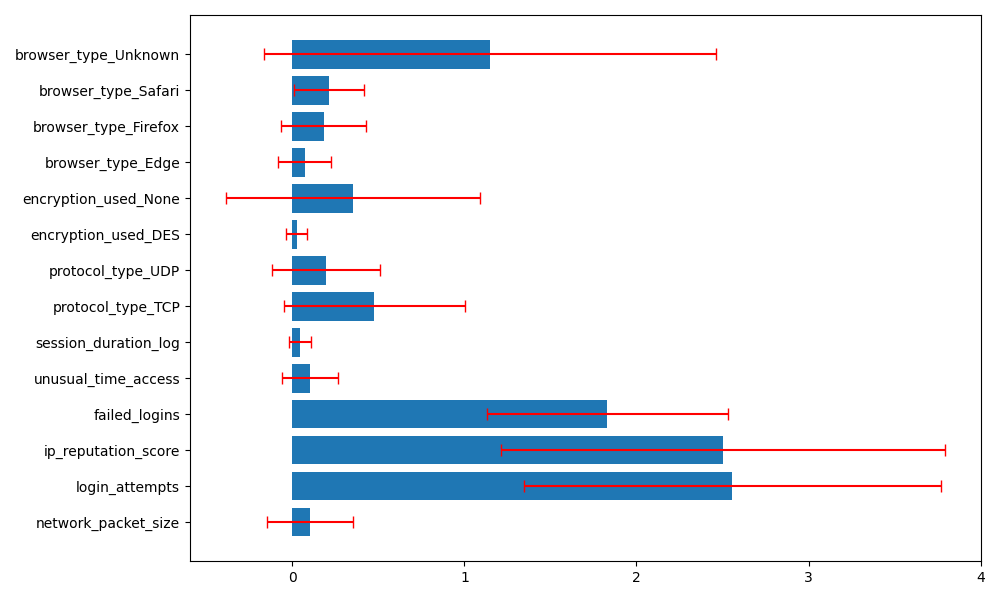 browser_type_Unknown
browser_type_Safari
browser_type_Firefox
browser_type_Edge
encryption_used_None
encryption_used_DES
protocol_type_UDP
protocol_type_TCP
session_duration_log
unusual_time_access
failed_logins
ip_reputation_score
login_attempts
network_packet_size
0 1 2 3 4